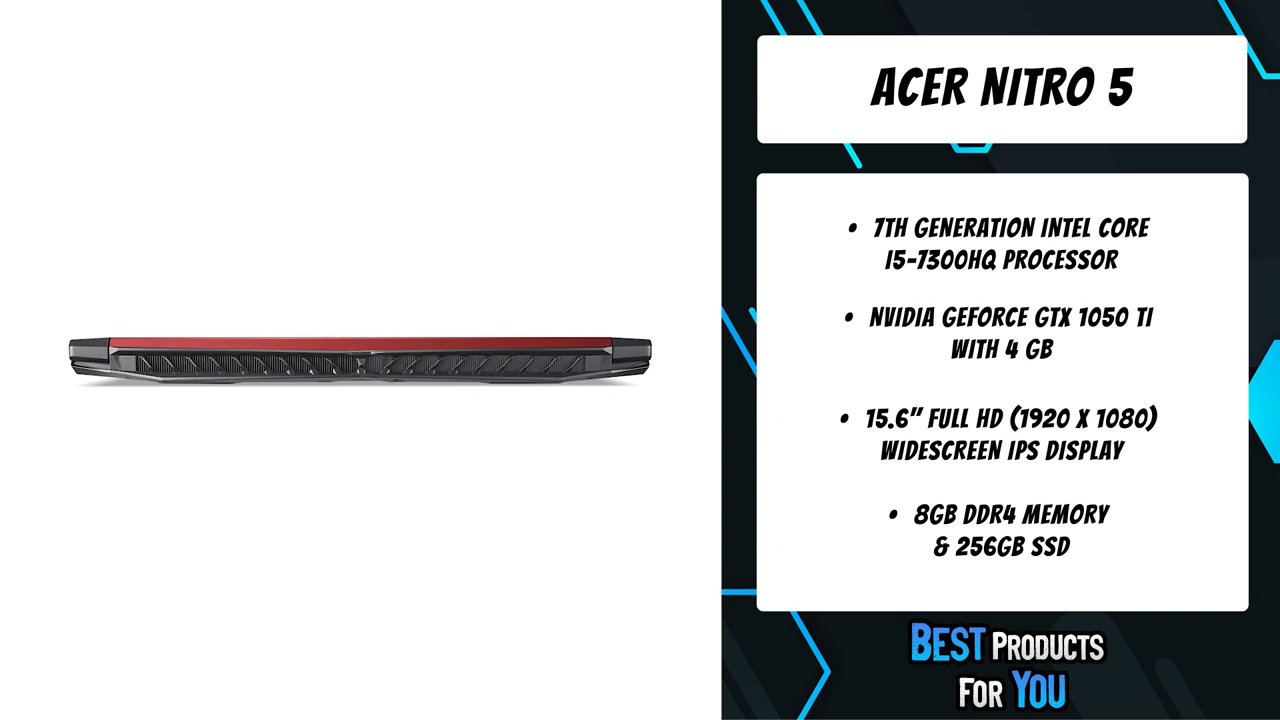 ACER NITRO 5
• 7TH GENERATION INTEL CORE
I5-7300HQ PROCESSOR
• NVIDIA GEFORCE GTX 1050 TI
WITH 4 GB
• 15.6" FULL HD (1920 X 1080)
WIDESCREEN IPS DISPLAY
• 8GB DDR4 MEMORY
& 256GB SSD
BEST PRODUCTS
FOR YOU